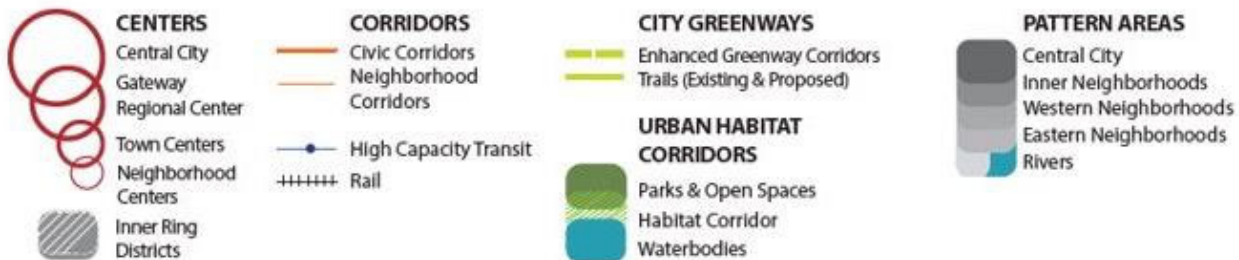 CENTERS
Central City
Gateway
Regional Center
Town Centers
Neighborhood
Centers
Inner Ring
Districts
CORRIDORS
Civic Corridors
Neighborhood
Corridors
High Capacity Transit
Rail
CITY GREENWAYS
Enhanced Greenway Corridors
Trails (Existing & Proposed)
URBAN HABITAT
CORRIDORS
Parks & Open Spaces
Habitat Corridor
Waterbodies
PATTERN AREAS
Central City
Inner Neighborhoods
Western Neighborhoods
Eastern Neighborhoods
Rivers